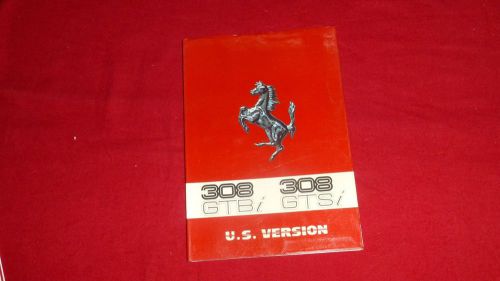 308 308
GTBi GTSi
U.S. VERSION